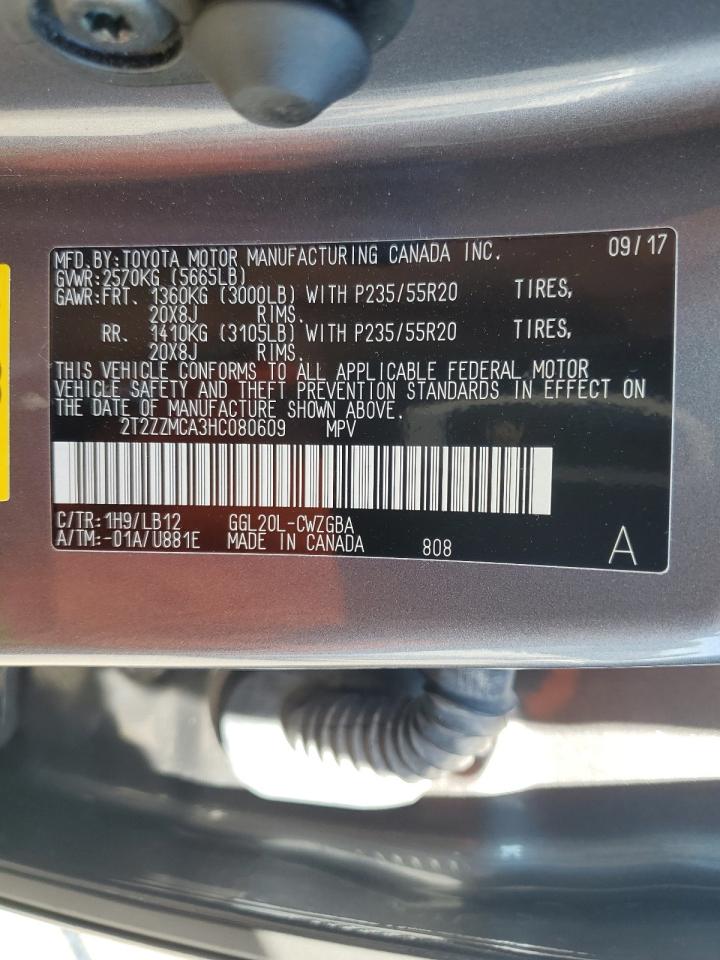 MFD.BY:TOYOTA MOTOR MANUFACTURING CANADA INC. 09/17
GVWR:2570KG (5665LB)
GAWR:FRT. 1360KG (3000LB) WITH P235/55R20 TIRES,
20X8J RIMS.
RR. 1410KG (3105LB) WITH P235/55R20 TIRES,
20X8J RIMS.
THIS VEHICLE CONFORMS TO ALL APPLICABLE FEDERAL MOTOR
VEHICLE SAFETY AND THEFT PREVENTION STANDARDS IN EFFECT ON
THE DATE OF MANUFACTURE SHOWN ABOVE.
2T2ZZMCA3HC080609 MPV
C/TR:1H9/LB12 GGL20L-CWZGBA
A/TM:-01A/U881E MADE IN CANADA 808 A